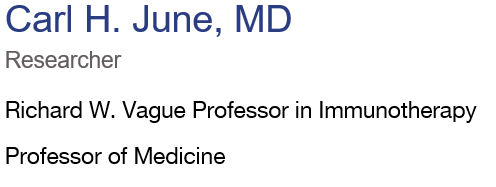 Carl H. June, MD
Researcher
Richard W. Vague Professor in Immunotherapy
Professor of Medicine